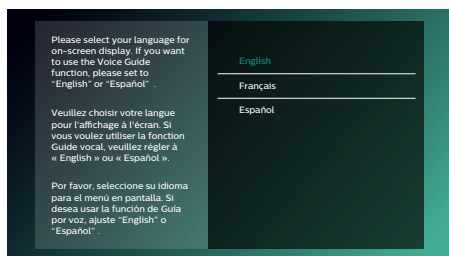 Please select your language for
on-screen display. If you want
to use the Voice Guide
function, please set to
“English” or “Español” .
Veuillez choisir votre langue
pour l'affichage à l'écran. Si
vous voulez utiliser la fonction
Guide vocal, veuillez régler à
« English » ou « Español ».
Por favor, seleccione su idioma
para el menú en pantalla. Si
desea usar la función de Guía
por voz, ajuste “English” o
“Español” .
English
Français
Español